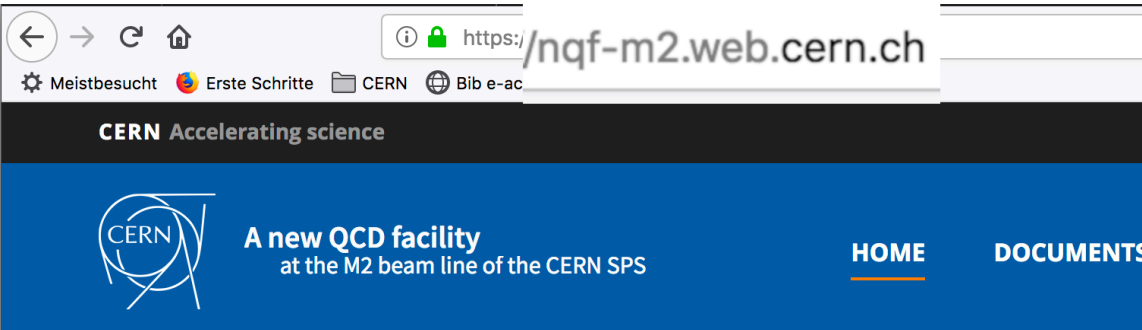 https:/
/nqf-m2.web.cern.ch
Meistbesucht Erste Schritte CERN Bib e-ac
CERN Accelerating science
CERN
A new QCD facility
at the M2 beam line of the CERN SPS
HOME DOCUMENTS